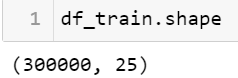 1 df_train.shape
(300000, 25)